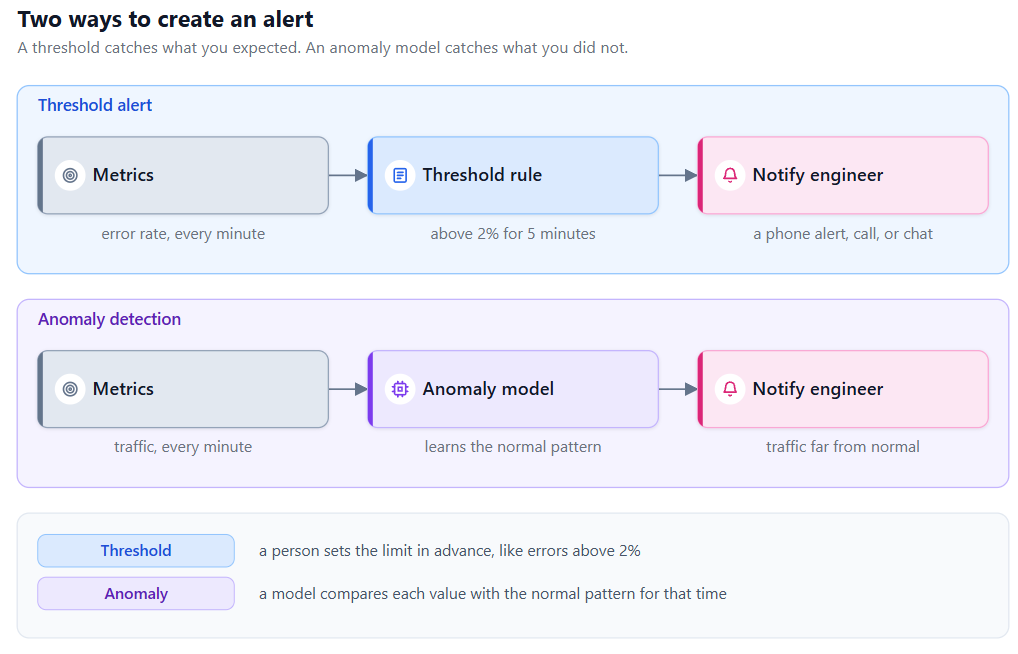 Two ways to create an alert
A threshold catches what you expected. An anomaly model catches what you did not.
Threshold alert
Metrics
Threshold rule
Notify engineer
error rate, every minute
above 2% for 5 minutes
a phone alert, call, or chat
Anomaly detection
Metrics
Anomaly model
Notify engineer
traffic, every minute
learns the normal pattern
traffic far from normal
Threshold
a person sets the limit in advance, like errors above 2%
Anomaly
a model compares each value with the normal pattern for that time